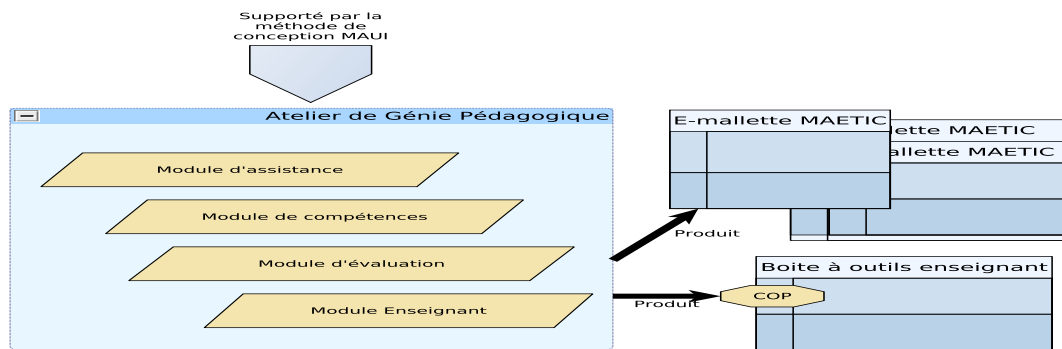 Supporté par la
méthode de
conception MAUI
Atelier de Génie Pédagogique
Module d'assistance
Module de compétences
Module d'évaluation
Module Enseignant
E-mallette MAETIC
lette MAETIC
allette MAETIC
Produit
Boite à outils enseignant
COP
Produit